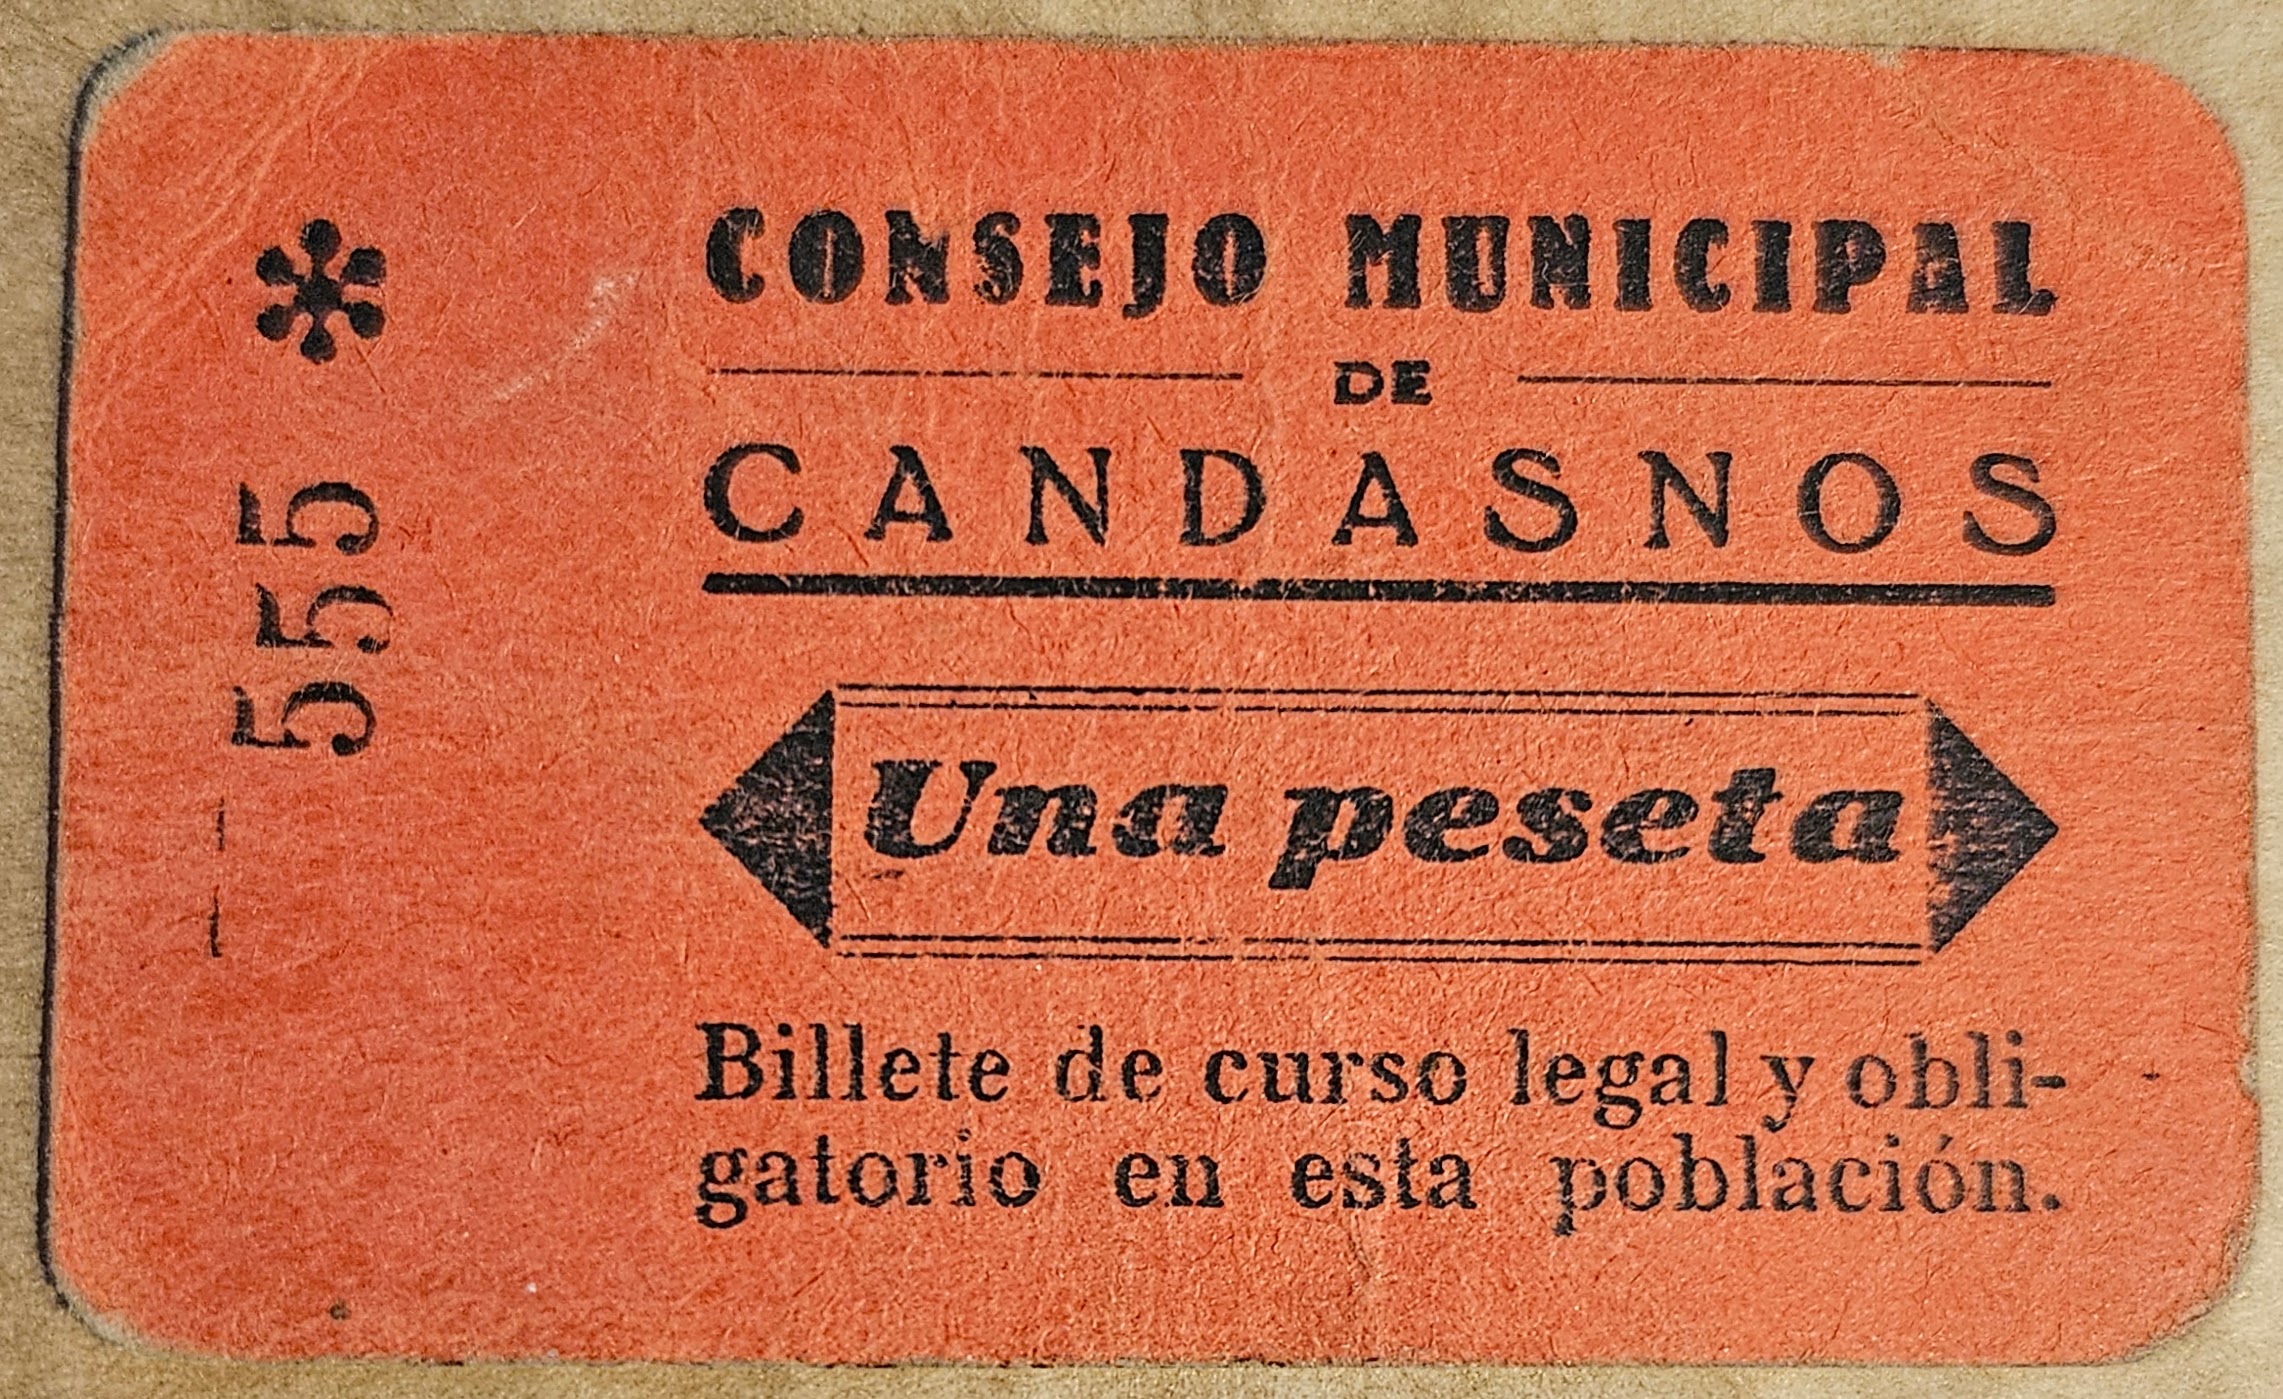 555
CONSEJO MUNICIPAL
DE
CANDASNOS
Una peseta
Billete de curso legal y obli-
gatorio en esta población.